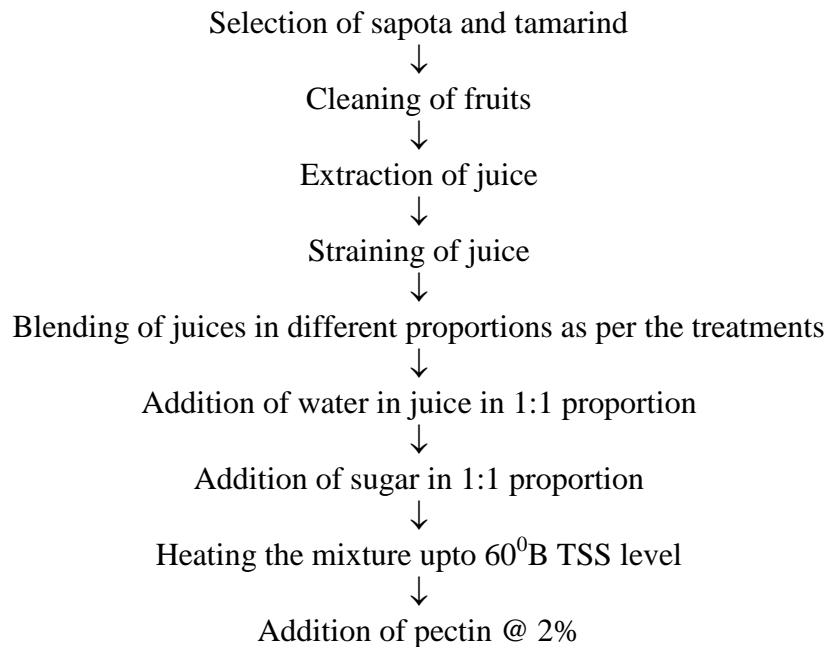 Selection of sapota and tamarind
↓
Cleaning of fruits
↓
Extraction of juice
↓
Straining of juice
↓
Blending of juices in different proportions as per the treatments
↓
Addition of water in juice in 1:1 proportion
↓
Addition of sugar in 1:1 proportion
↓
Heating the mixture upto 60⁰B TSS level
↓
Addition of pectin @ 2%